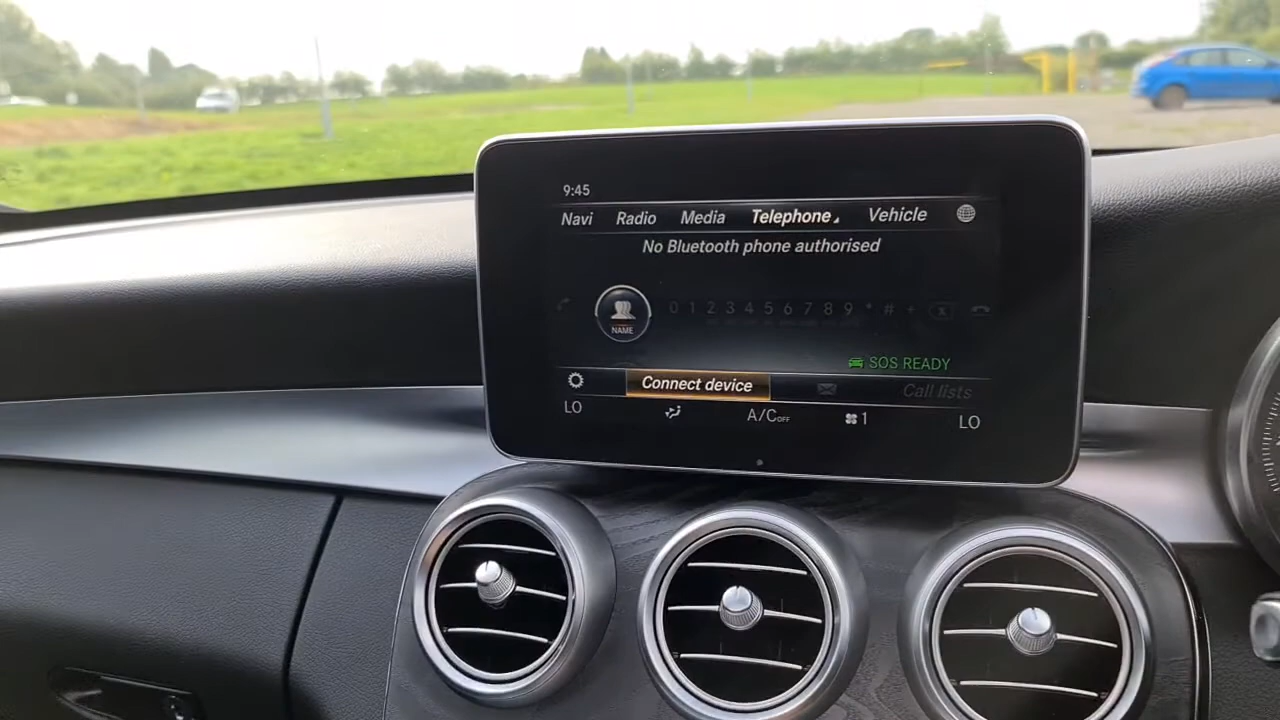 9:45
Navi Radio Media Telephone Vehicle
No Bluetooth phone authorised
NAME 0 1 2 3 4 5 6 7 8 9 * # +
SOS READY
Connect device Call lists
LO A/C OFF 1 LO